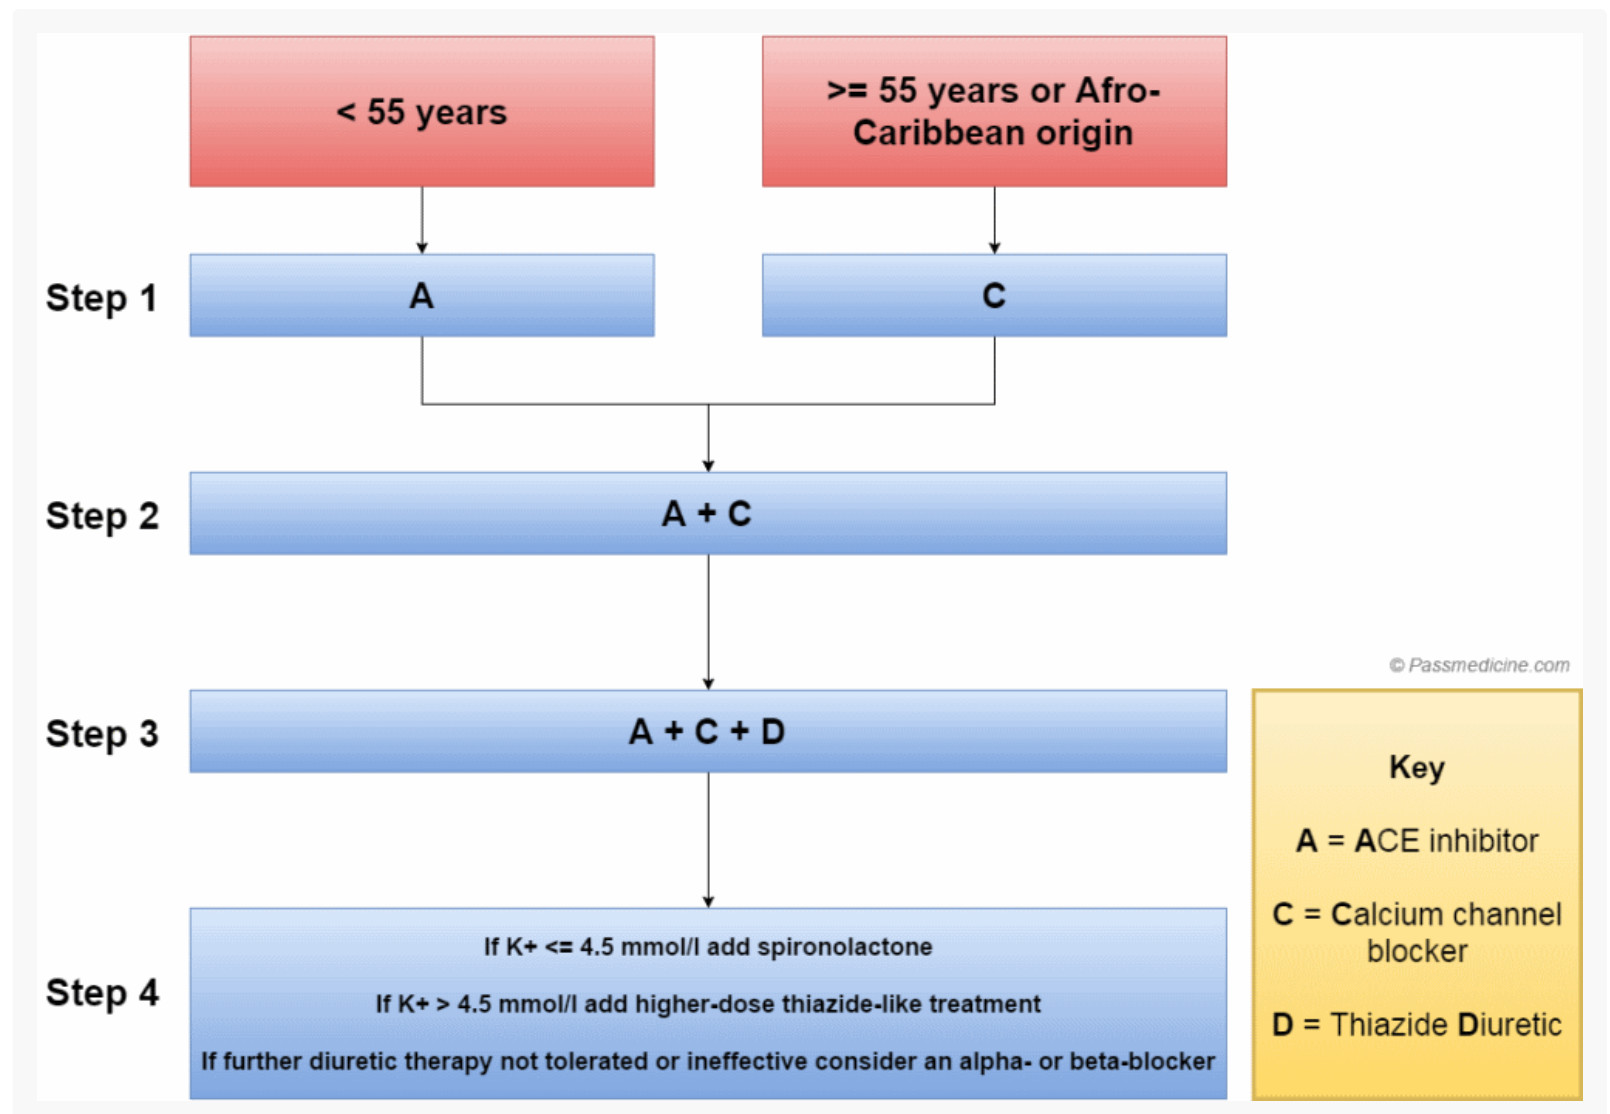 < 55 years
>= 55 years or Afro-
Caribbean origin
Step 1
A
C
Step 2
A + C
Step 3
A + C + D
Step 4
If K+ <= 4.5 mmol/l add spironolactone
If K+ > 4.5 mmol/l add higher-dose thiazide-like treatment
If further diuretic therapy not tolerated or ineffective consider an alpha- or beta-blocker
© Passmedicine.com
Key
A = ACE inhibitor
C = Calcium channel
blocker
D = Thiazide Diuretic